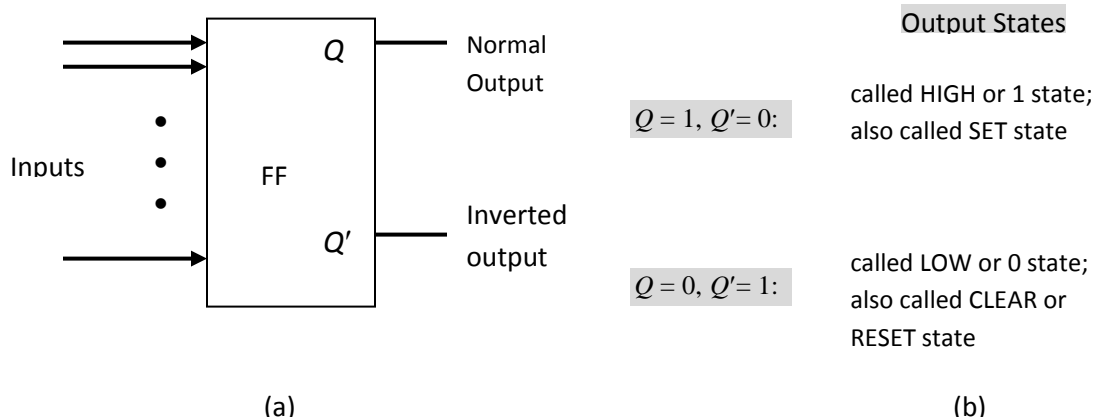 Q
Normal
Output
Inputs
FF
Q'
Inverted
output
(a)
Output States
Q = 1, Q'= 0:
called HIGH or 1 state;
also called SET state
Q = 0, Q'= 1:
called LOW or 0 state;
also called CLEAR or
RESET state
(b)